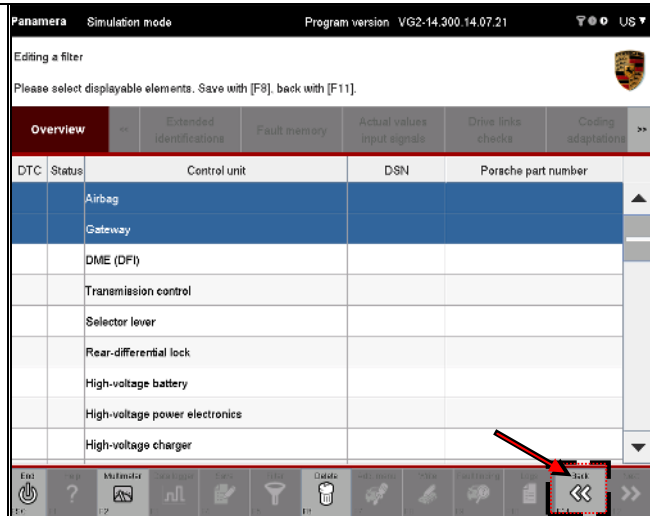 Panamera Simulation mode Program version VG2-14.300.14.07.21 US
Editing a filter
Please select displayable elements. Save with [F8], back with [F11].
Overview << Extended identifications Fault memory Actual values input signals Drive links checks Coding adaptations >>
DTC Status Control unit DSN Porsche part number
Airbag
Gateway
DME (DFI)
Transmission control
Selector lever
Rear-differential lock
High-voltage battery
High-voltage power electronics
High-voltage charger
End Multimeter Delete Back